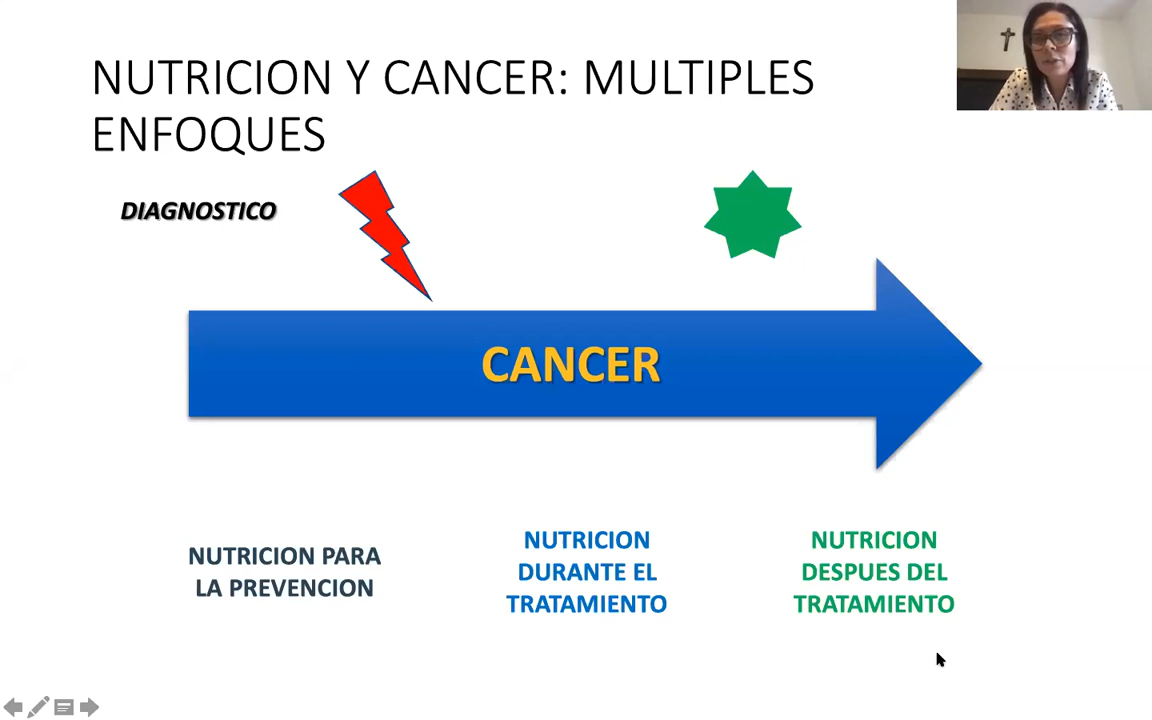 NUTRICION Y CANCER: MULTIPLES
ENFOQUES
DIAGNOSTICO
CANCER
NUTRICION PARA
LA PREVENCION
NUTRICION
DURANTE EL
TRATAMIENTO
NUTRICION
DESPUES DEL
TRATAMIENTO